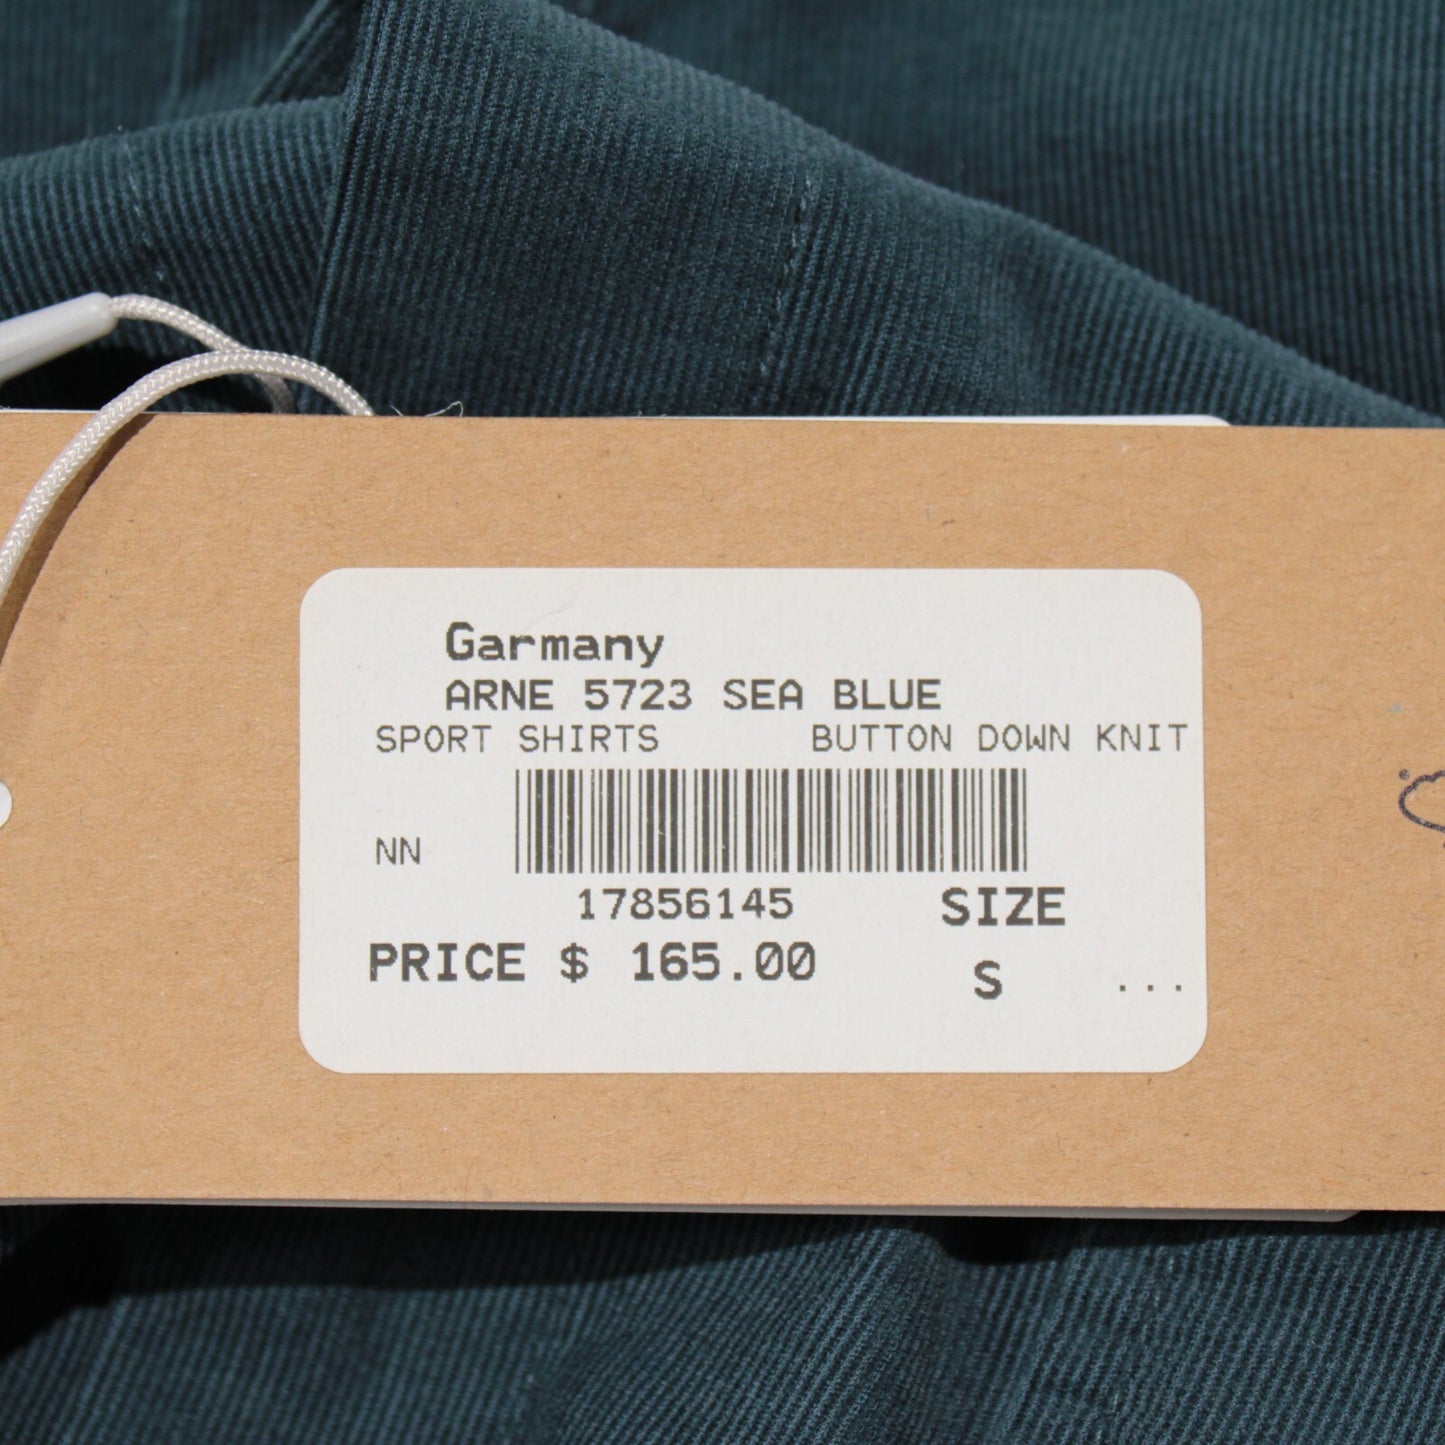 Garmany
ARNE 5723 SEA BLUE
SPORT SHIRTS BUTTON DOWN KNIT
NN
17856145 SIZE
PRICE $ 165.00 S ...